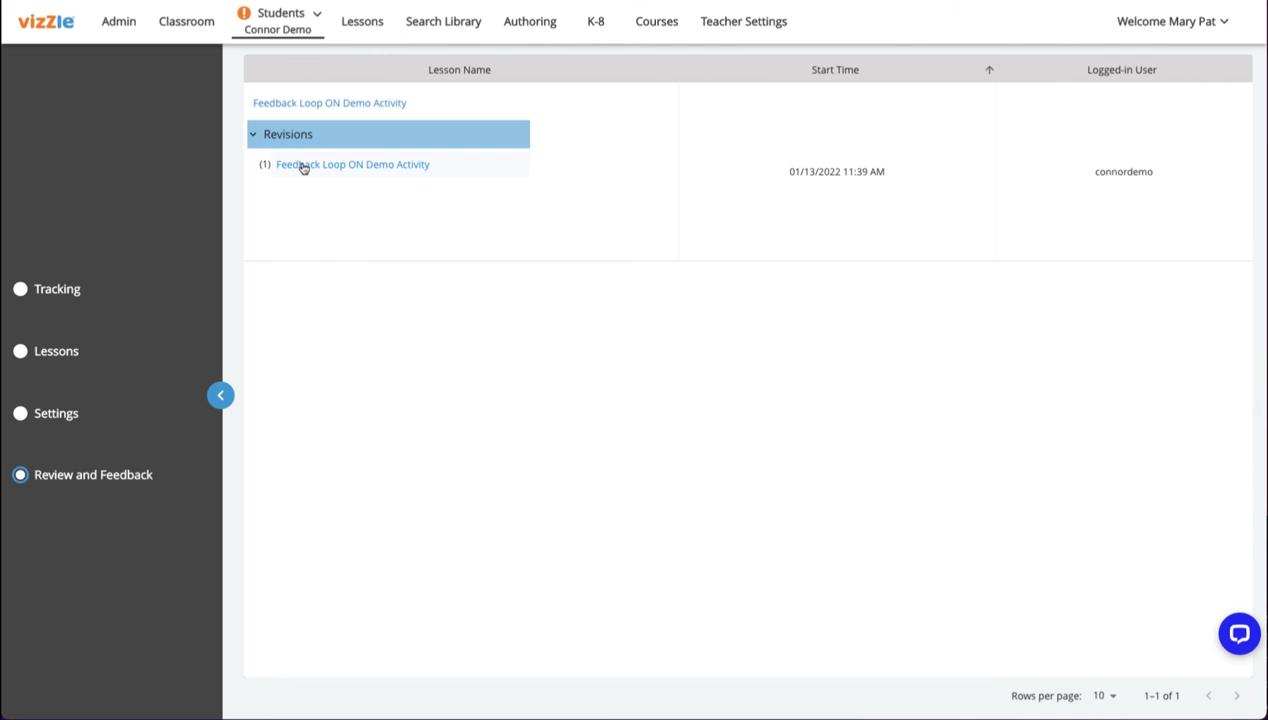 vizZle
Admin
Classroom
Students
Connor Demo
Lessons
Search Library
Authoring
K-8
Courses
Teacher Settings
Welcome Mary Pat
Lesson Name
Start Time
Logged-in User
Feedback Loop ON Demo Activity
Revisions
(1) Feedback Loop ON Demo Activity
01/13/2022 11:39 AM
connordemo
Tracking
Lessons
Settings
Review and Feedback
Rows per page: 10
1-1 of 1